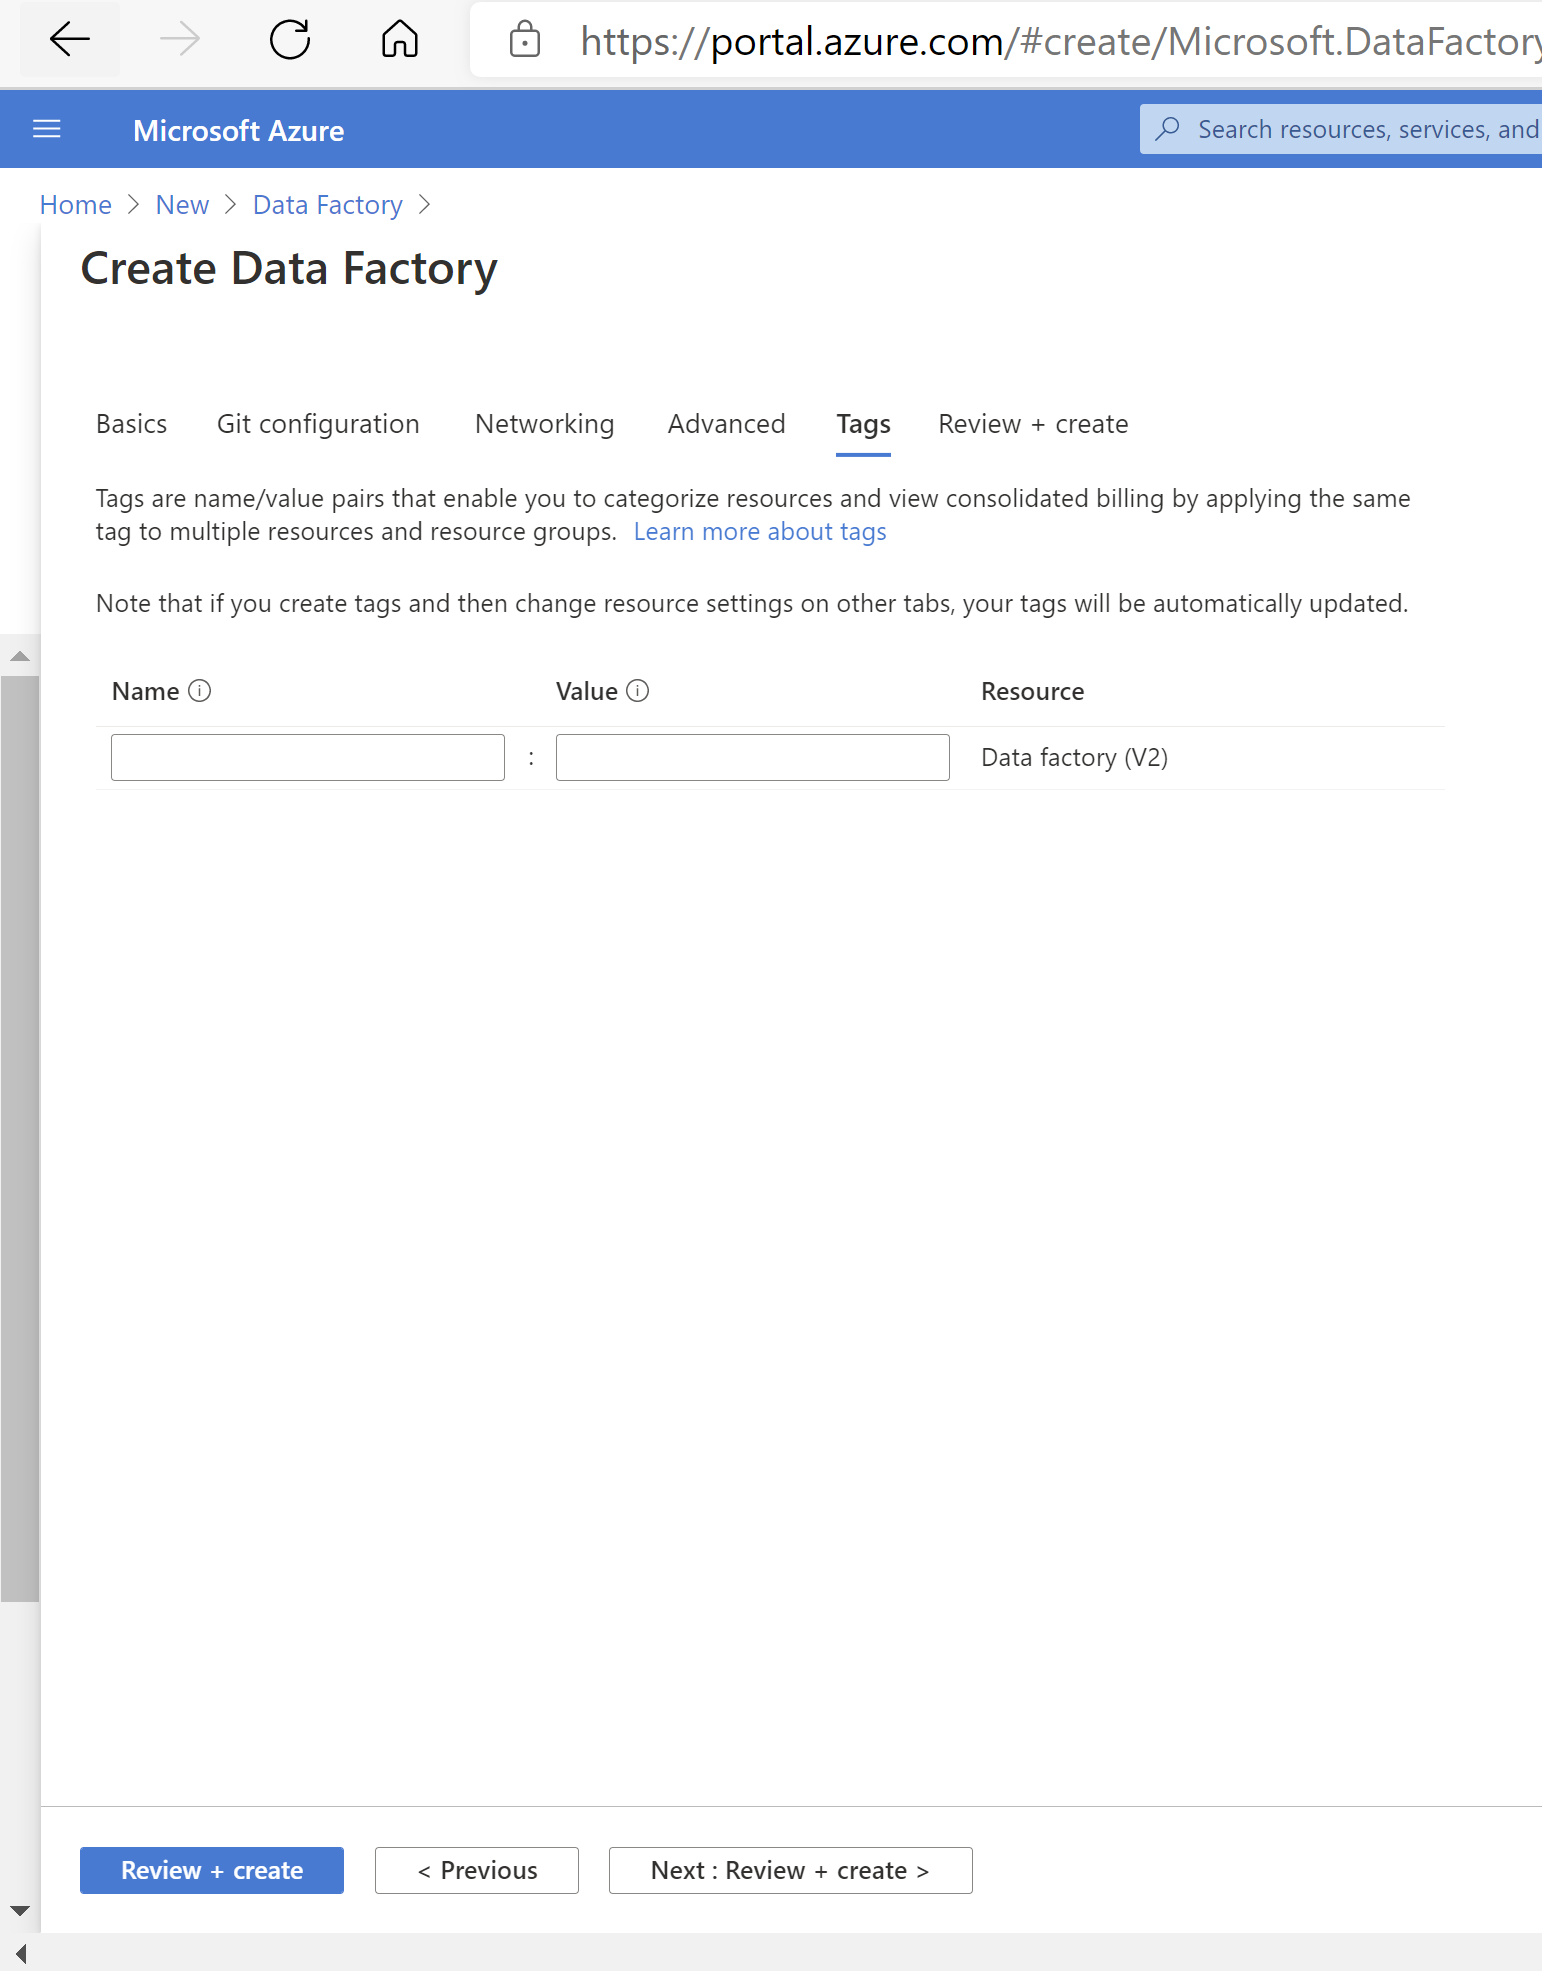 https://portal.azure.com/#create/Microsoft.DataFactory
Microsoft Azure
Search resources, services, and
Home > New > Data Factory >
Create Data Factory
Basics Git configuration Networking Advanced Tags Review + create
Tags are name/value pairs that enable you to categorize resources and view consolidated billing by applying the same
tag to multiple resources and resource groups. Learn more about tags
Note that if you create tags and then change resource settings on other tabs, your tags will be automatically updated.
Name Value Resource
: Data factory (V2)
Review + create < Previous Next : Review + create >